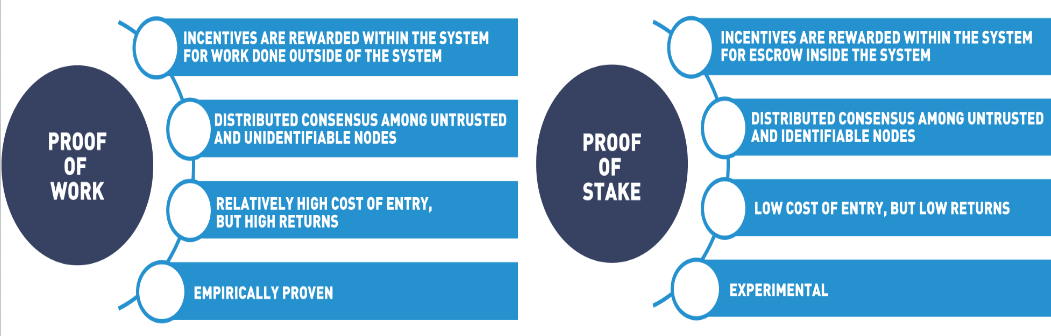 PROOF
OF
WORK
INCENTIVES ARE REWARDED WITHIN THE SYSTEM
FOR WORK DONE OUTSIDE OF THE SYSTEM
DISTRIBUTED CONSENSUS AMONG UNTRUSTED
AND UNIDENTIFIABLE NODES
RELATIVELY HIGH COST OF ENTRY,
BUT HIGH RETURNS
EMPIRICALLY PROVEN
PROOF
OF
STAKE
INCENTIVES ARE REWARDED WITHIN THE SYSTEM
FOR ESCROW INSIDE THE SYSTEM
DISTRIBUTED CONSENSUS AMONG UNTRUSTED
AND IDENTIFIABLE NODES
LOW COST OF ENTRY, BUT LOW RETURNS
EXPERIMENTAL